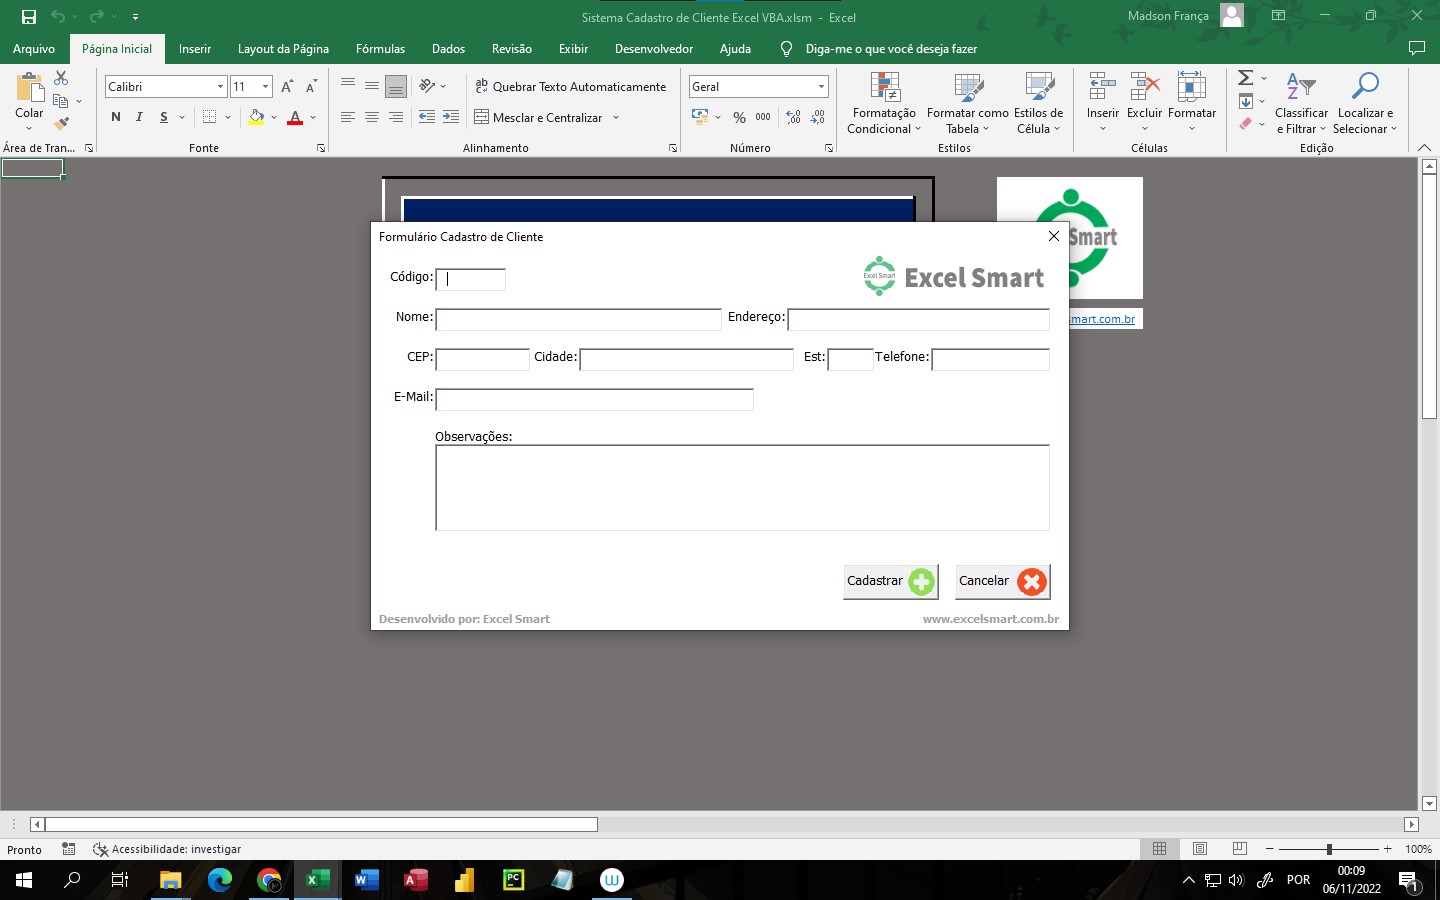 Sistema Cadastro de Cliente Excel VBA.xlsm - Excel
Madson França
Arquivo Página Inicial Inserir Layout da Página Fórmulas Dados Revisão Exibir Desenvolvedor Ajuda Diga-me o que você deseja fazer
Colar
Área de Tran...
Calibri 11
N I S
Fonte
ab Quebrar Texto Automaticamente
Mesclar e Centralizar
Alinhamento
Geral
% 000
Número
Formatação Condicional
Formatar como Tabela
Estilos de Célula
Estilos
Inserir Excluir Formatar
Células
Classificar e Filtrar
Localizar e Selecionar
Edição
Smart
smart.com.br
Formulário Cadastro de Cliente
Código:
Excel Smart Excel Smart
Nome: Endereço:
CEP: Cidade: Est: Telefone:
E-Mail:
Observações:
Cadastrar Cancelar
Desenvolvido por: Excel Smart www.excelsmart.com.br
Pronto Acessibilidade: investigar 100%
POR 00:09
06/11/2022
1